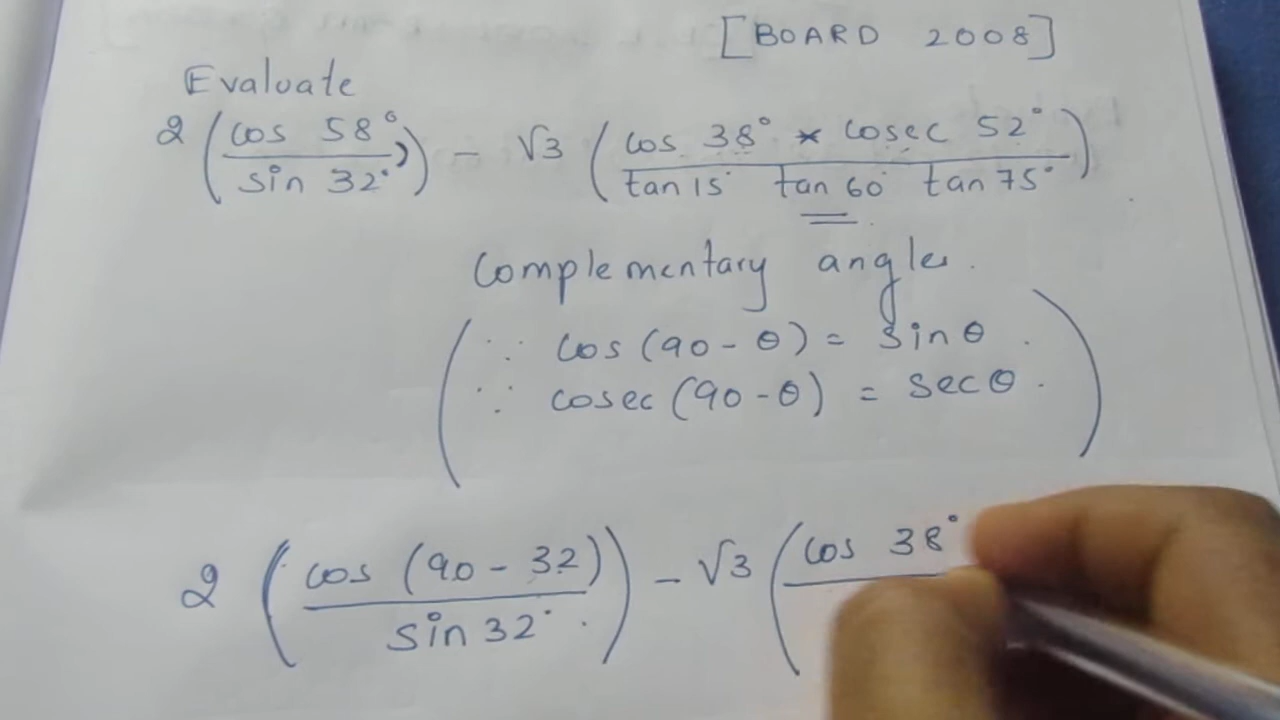 [BOARD 2008]
Evaluate
2 (cos 58° / sin 32°)) - √3 (cos 38° * cosec 52° / tan 15° tan 60° tan 75°)
Complementary angles.
∵ cos (90 - θ) = sin θ.
∵ cosec (90 - θ) = sec θ.
2 (cos (90 - 32) / sin 32°.) - √3 (cos 38°